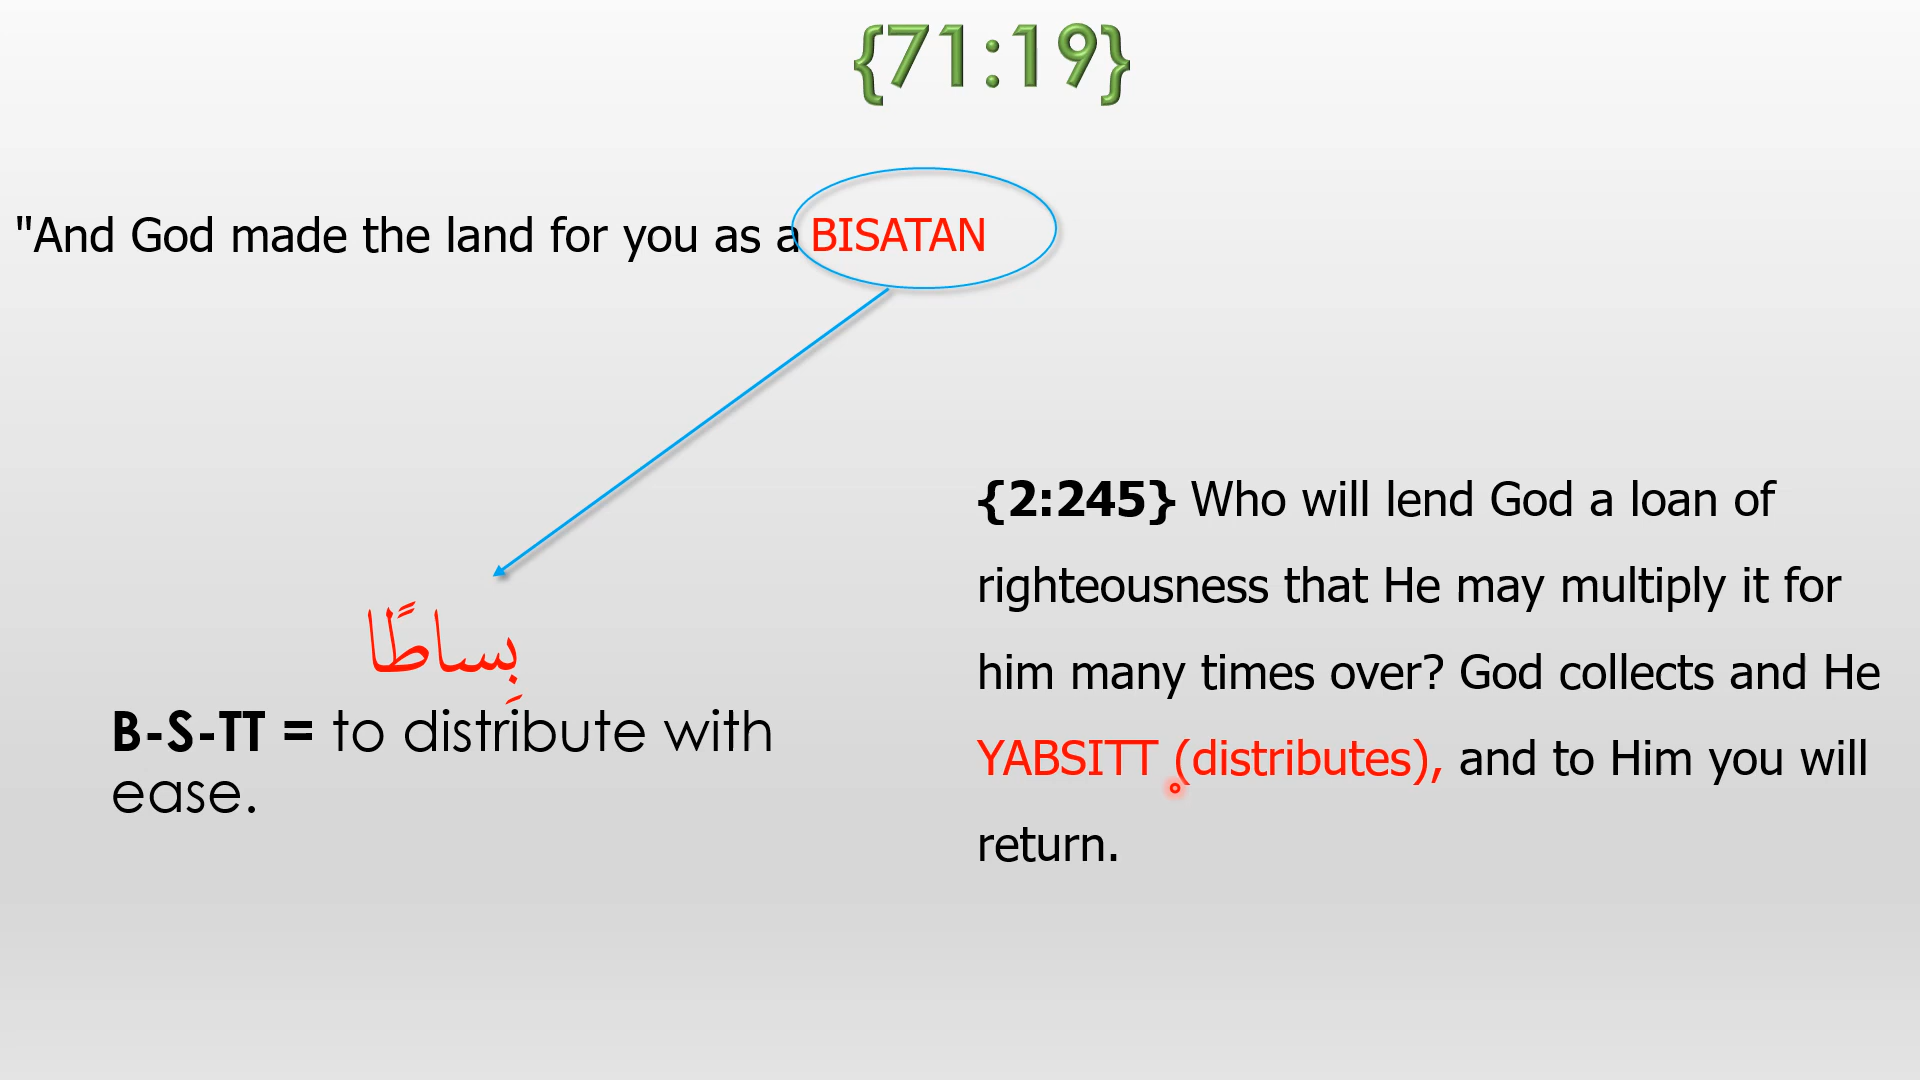 {71:19}
"And God made the land for you as a BISATAN
بِساطًا
B-S-TT = to distribute with
ease.
{2:245} Who will lend God a loan of
righteousness that He may multiply it for
him many times over? God collects and He
YABSITT (distributes), and to Him you will
return.